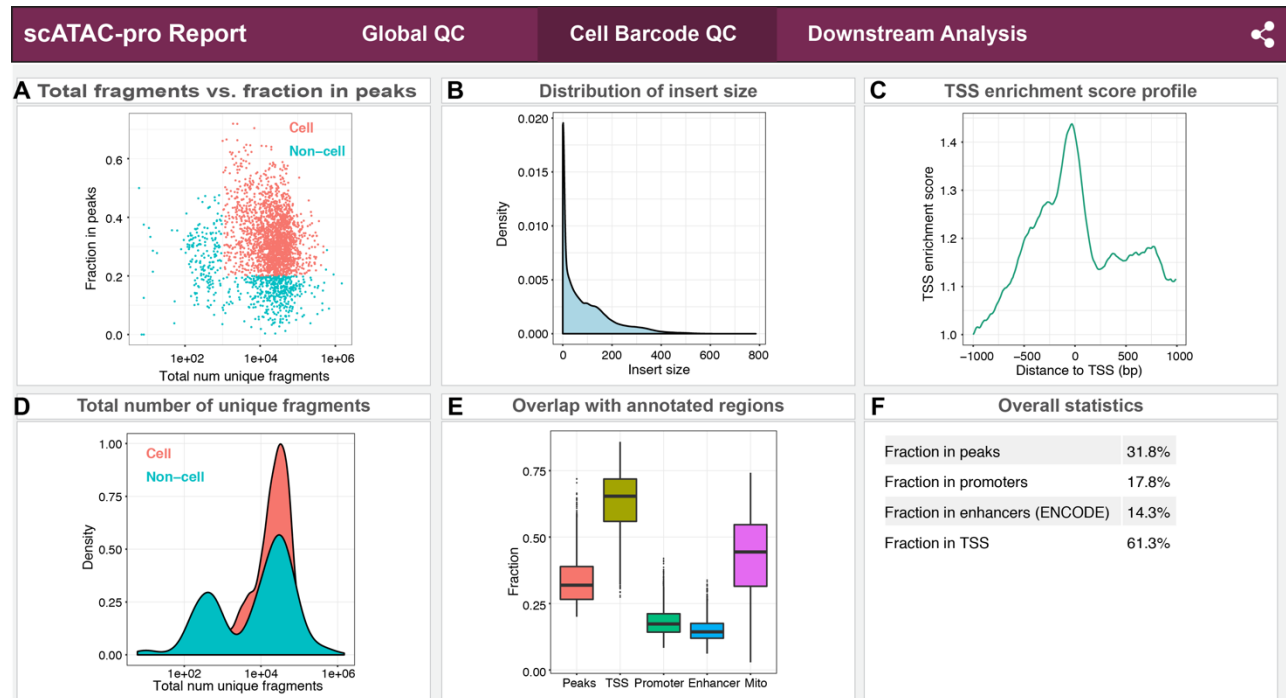 scATAC-pro Report Global QC Cell Barcode QC Downstream Analysis
A Total fragments vs. fraction in peaks
Cell
Non-cell
0.6
0.4
0.2
0.0
Fraction in peaks
1e+02 1e+04 1e+06
Total num unique fragments
B Distribution of insert size
0.020
0.015
0.010
0.005
0.000
Density
0 200 400 600 800
Insert size
C TSS enrichment score profile
1.4
1.3
1.2
1.1
1.0
TSS enrichment score
−1000 −500 0 500 1000
Distance to TSS (bp)
D Total number of unique fragments
Cell
Non-cell
1.00
0.75
0.50
0.25
0.00
Density
1e+02 1e+04 1e+06
Total num unique fragments
E Overlap with annotated regions
0.75
0.50
0.25
0.00
Fraction
Peaks TSS Promoter Enhancer Mito
F Overall statistics
Fraction in peaks 31.8%
Fraction in promoters 17.8%
Fraction in enhancers (ENCODE) 14.3%
Fraction in TSS 61.3%